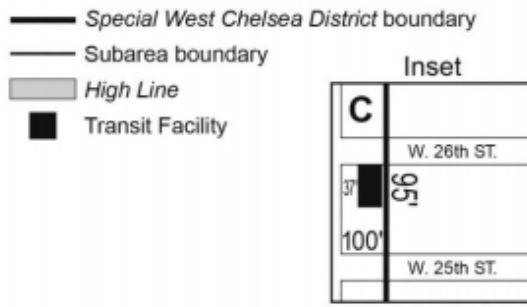 Special West Chelsea District boundary
Subarea boundary
High Line
Transit Facility
Inset
C
W. 26th ST.
37'
95'
100'
W. 25th ST.